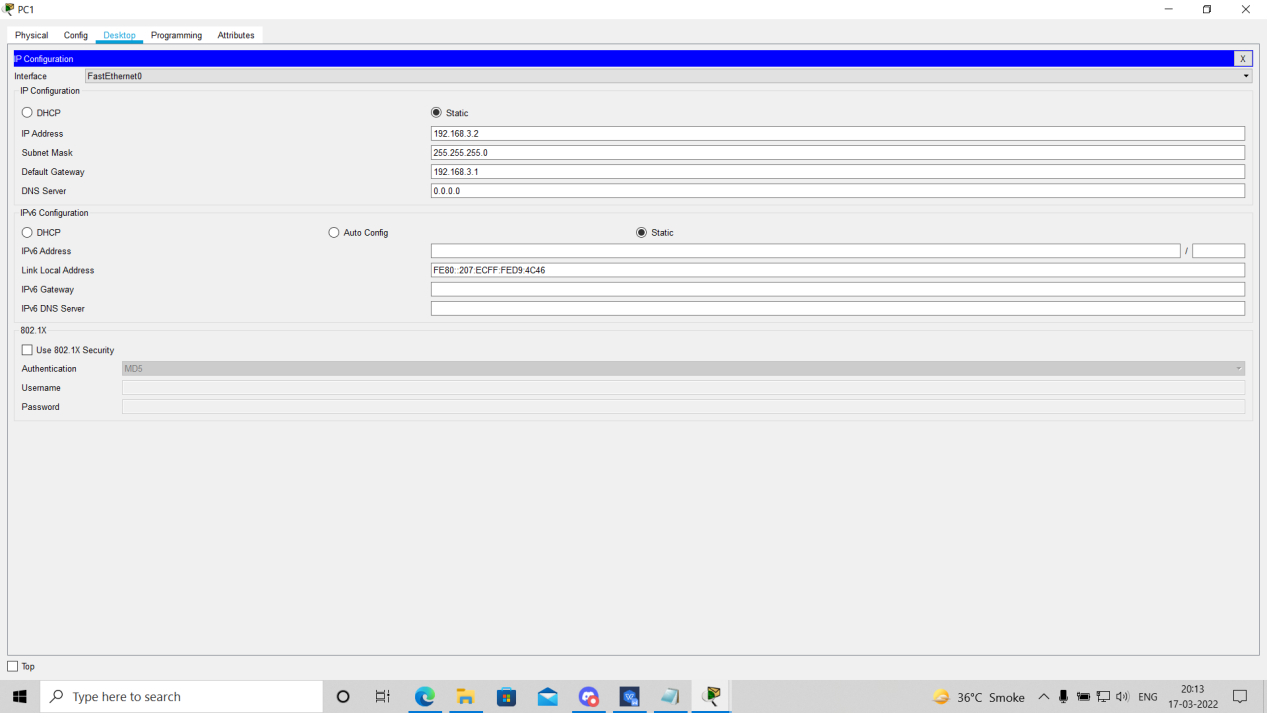 PC1
Physical Config Desktop Programming Attributes
IP Configuration X
Interface FastEthernet0
IP Configuration
DHCP Static
IP Address 192.168.3.2
Subnet Mask 255.255.255.0
Default Gateway 192.168.3.1
DNS Server 0.0.0.0
IPv6 Configuration
DHCP Auto Config Static
IPv6 Address /
Link Local Address FE80::207:ECFF:FED9:4C46
IPv6 Gateway
IPv6 DNS Server
802.1X
Use 802.1X Security
Authentication MD5
Username
Password
Top
Type here to search 36°C Smoke ENG 20:13
17-03-2022